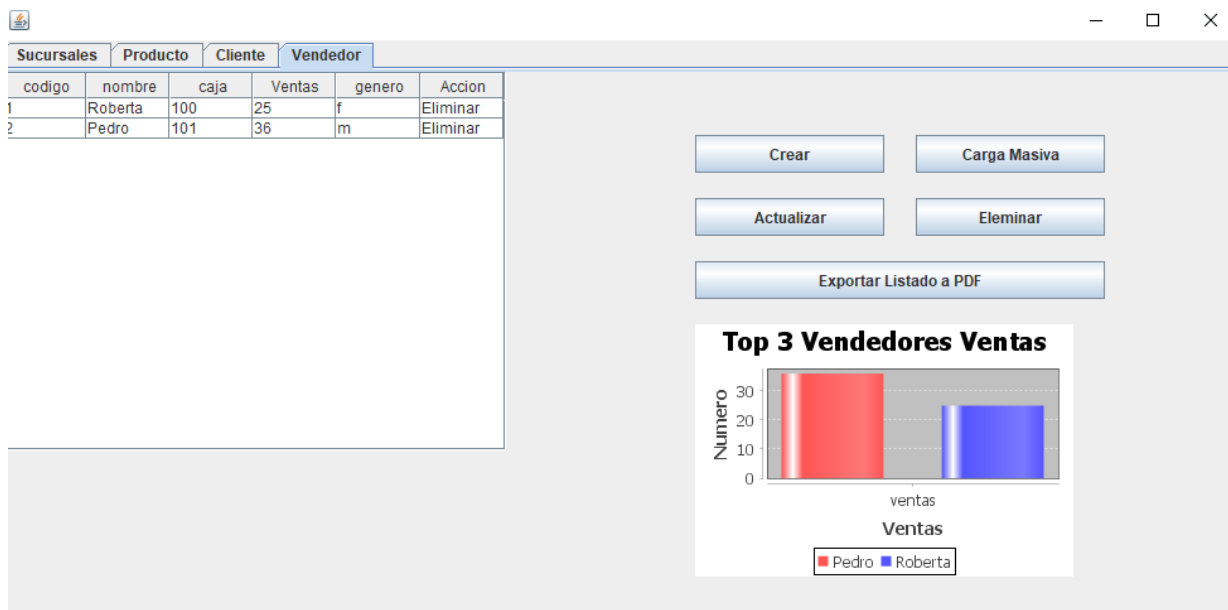 Sucursales Producto Cliente Vendedor
codigo nombre caja Ventas genero Accion
1 Roberta 100 25 f Eliminar
2 Pedro 101 36 m Eliminar
Crear Carga Masiva
Actualizar Eleminar
Exportar Listado a PDF
Top 3 Vendedores Ventas
Numero
30
20
10
0
ventas
Ventas
Pedro Roberta